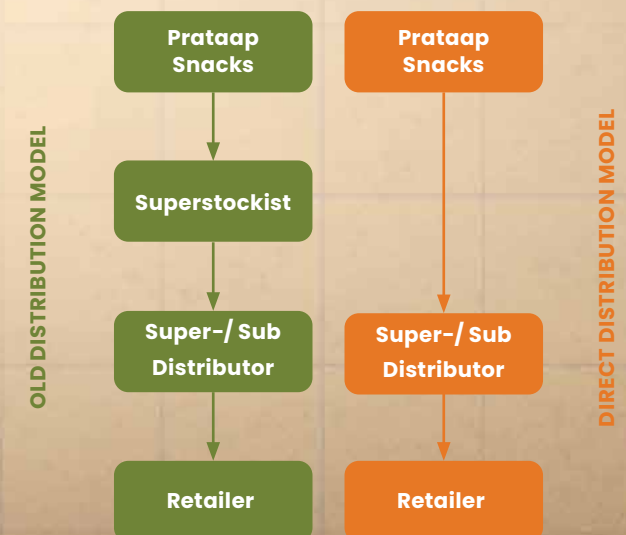 OLD DISTRIBUTION MODEL
Prataap
Snacks
Superstockist
Super-/ Sub
Distributor
Retailer
Prataap
Snacks
Super-/ Sub
Distributor
Retailer
DIRECT DISTRIBUTION MODEL